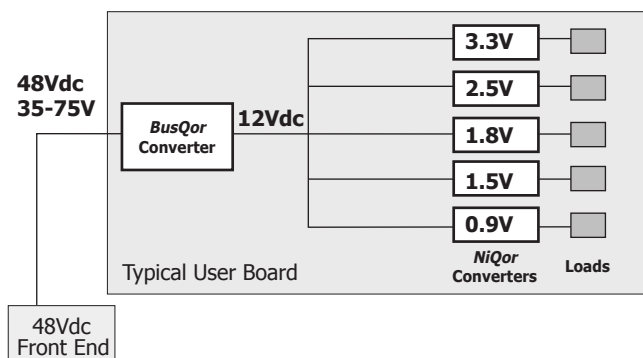 48Vdc
35-75V
BusQor
Converter
12Vdc
3.3V
2.5V
1.8V
1.5V
0.9V
NiQor
Converters
Loads
Typical User Board
48Vdc
Front End